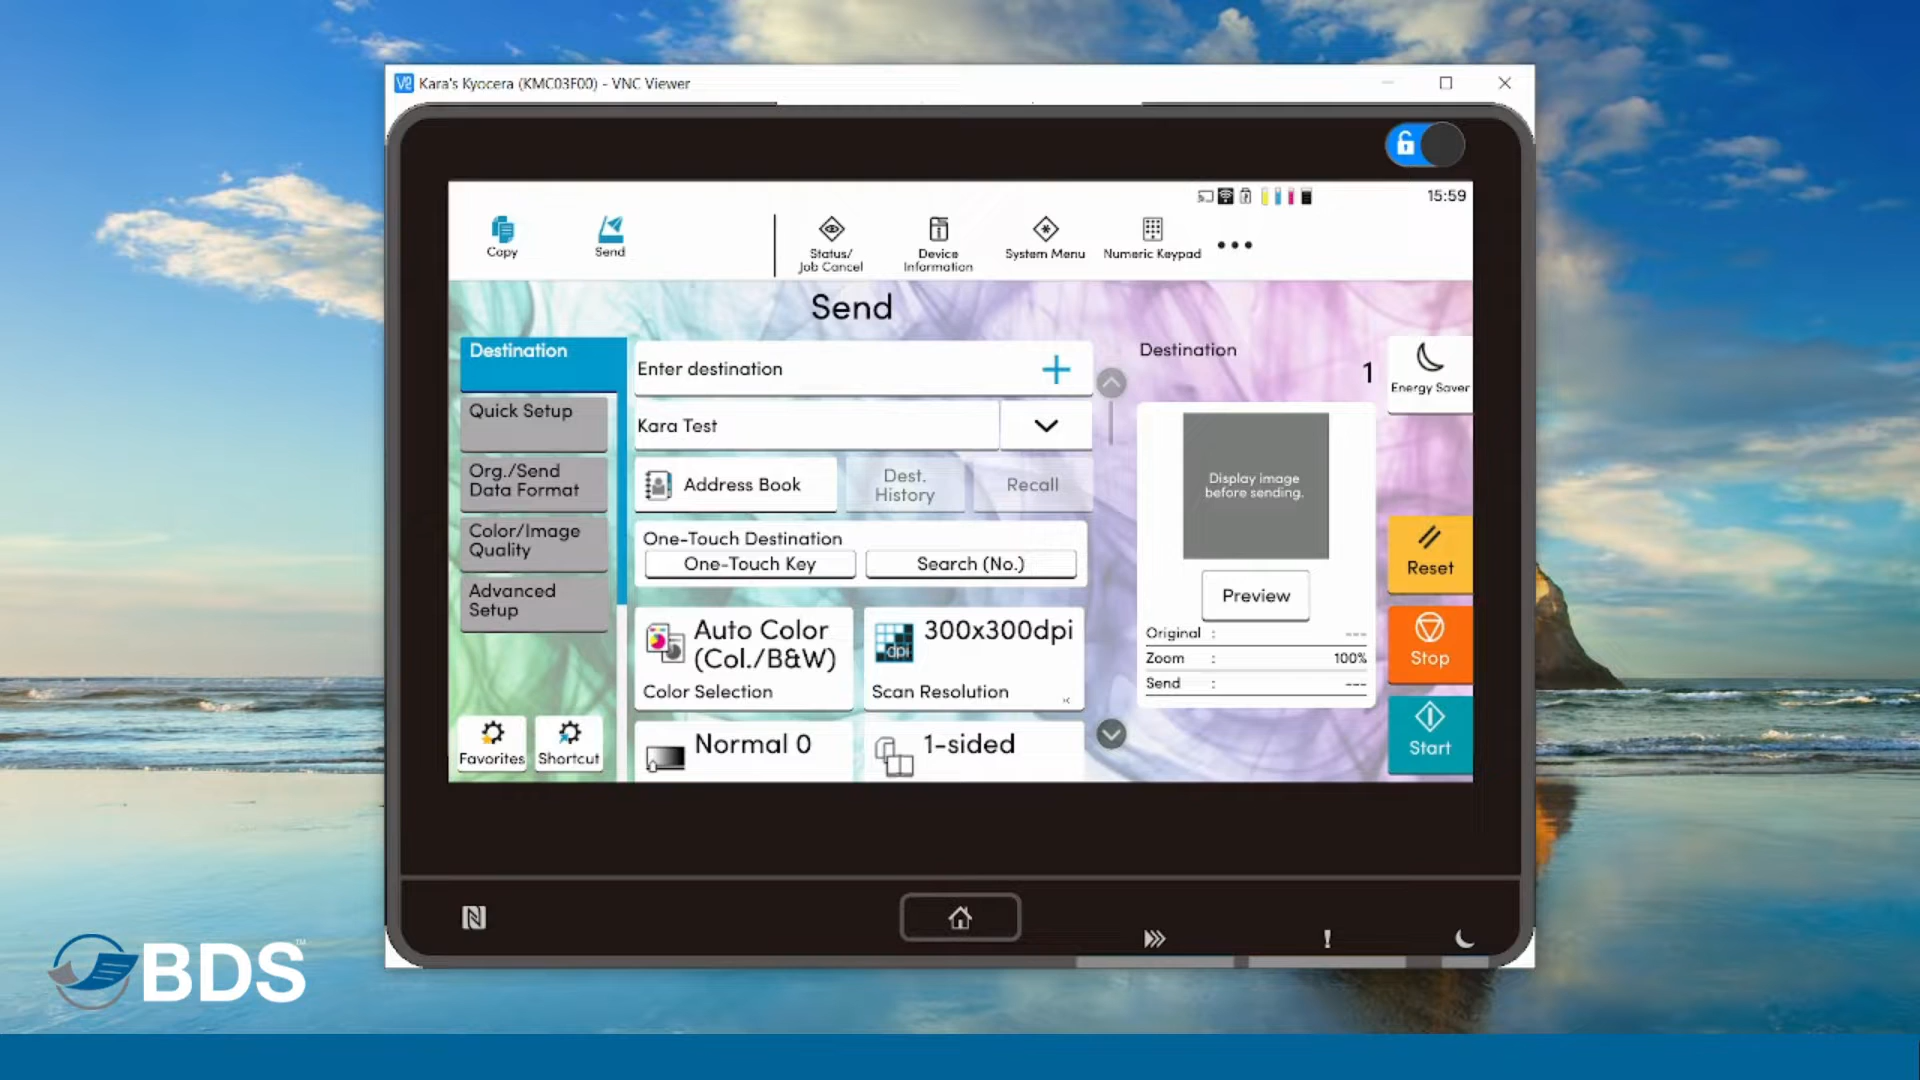 Kara's Kyocera (KMC03F00) - VNC Viewer
15:59
Copy
Send
Status/
Job Cancel
Device
Information
System Menu
Numeric Keypad
Send
Destination
Quick Setup
Org./Send
Data Format
Color/Image
Quality
Advanced
Setup
Favorites
Shortcut
Enter destination
Kara Test
Address Book
Dest.
History
Recall
One-Touch Destination
One-Touch Key
Search (No.)
Auto Color
(Col./B&W)
Color Selection
300x300dpi
dpi
Scan Resolution
Normal 0
1-sided
Destination
1
Display image
before sending.
Preview
Original : ---
Zoom : 100%
Send : ---
Energy Saver
Reset
Stop
Start
BDS™